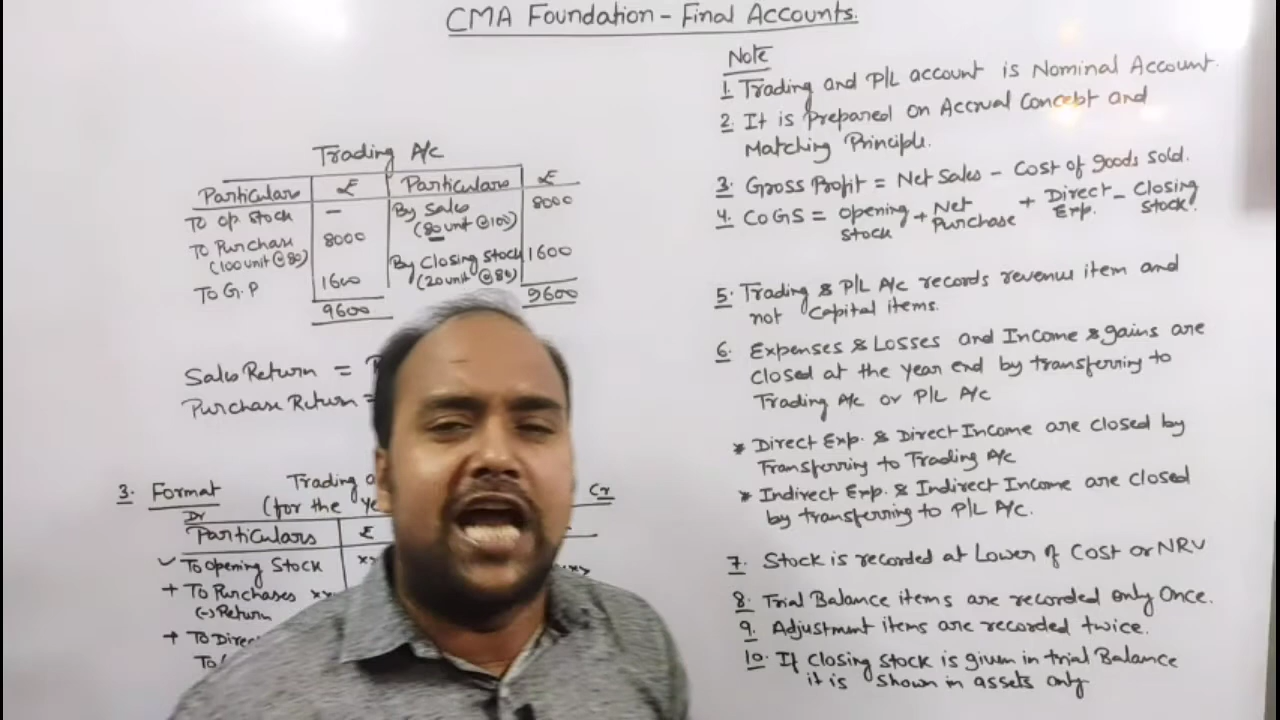 CMA Foundation - Final Accounts.
Trading A/c
Particulars ₹ Particulars ₹
To Op. Stock — By Sales 8000
(80 unit @100)
To Purchase 8000
(100 unit @80)
By Closing Stock 1600
(20 unit @80)
To G.P 1600
9600 9600
Sales Return =
Purchase Return =
3. Format Trading
Dr (for the Ye Cr
Particulars ₹
✓ To Opening Stock
+ To Purchases xx
(-) Return
+ To Direc
To
Note
1. Trading and P/L account is Nominal Account.
2. It is prepared on Accrual Concept and
Matching Principle.
3. Gross Profit = Net Sales - Cost of goods sold.
4. COGS = Opening Stock + Net Purchase + Direct Exp. - Closing Stock.
5. Trading & P/L A/c records revenue item and
not Capital items.
6. Expenses & Losses and Income & gains are
closed at the year end by transferring to
Trading A/c or P/L A/c
* Direct Exp. & Direct Income are closed by
Transferring to Trading A/c
* Indirect Exp. & Indirect Income are closed
by transferring to P/L A/c.
7. Stock is recorded at Lower of Cost or NRV
8. Trial Balance items are recorded only Once.
9. Adjustment items are recorded twice.
10. If Closing Stock is given in trial Balance
it is shown in assets only